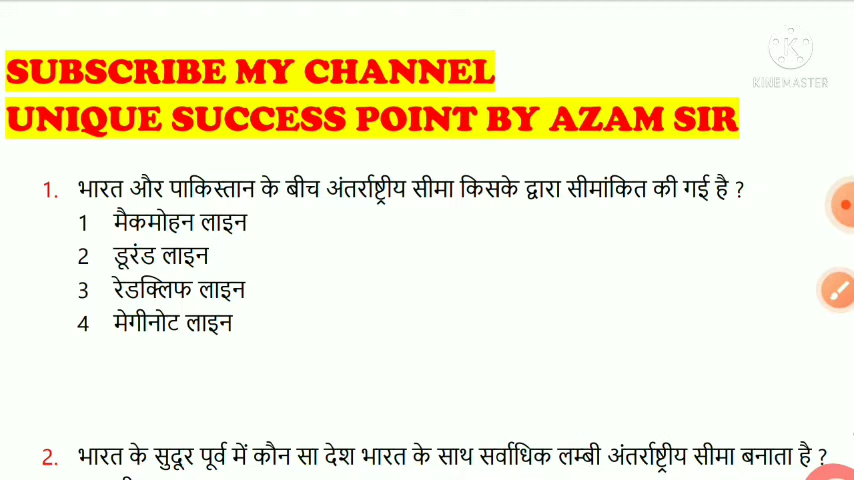 SUBSCRIBE MY CHANNEL
KINEMASTER
UNIQUE SUCCESS POINT BY AZAM SIR
1. भारत और पाकिस्तान के बीच अंतर्राष्ट्रीय सीमा किसके द्वारा सीमांकित की गई है ?
1 मैकमोहन लाइन
2 डूरंड लाइन
3 रेडक्लिफ लाइन
4 मेगीनोट लाइन
2. भारत के सुदूर पूर्व में कौन सा देश भारत के साथ सर्वाधिक लम्बी अंतर्राष्ट्रीय सीमा बनाता है ?